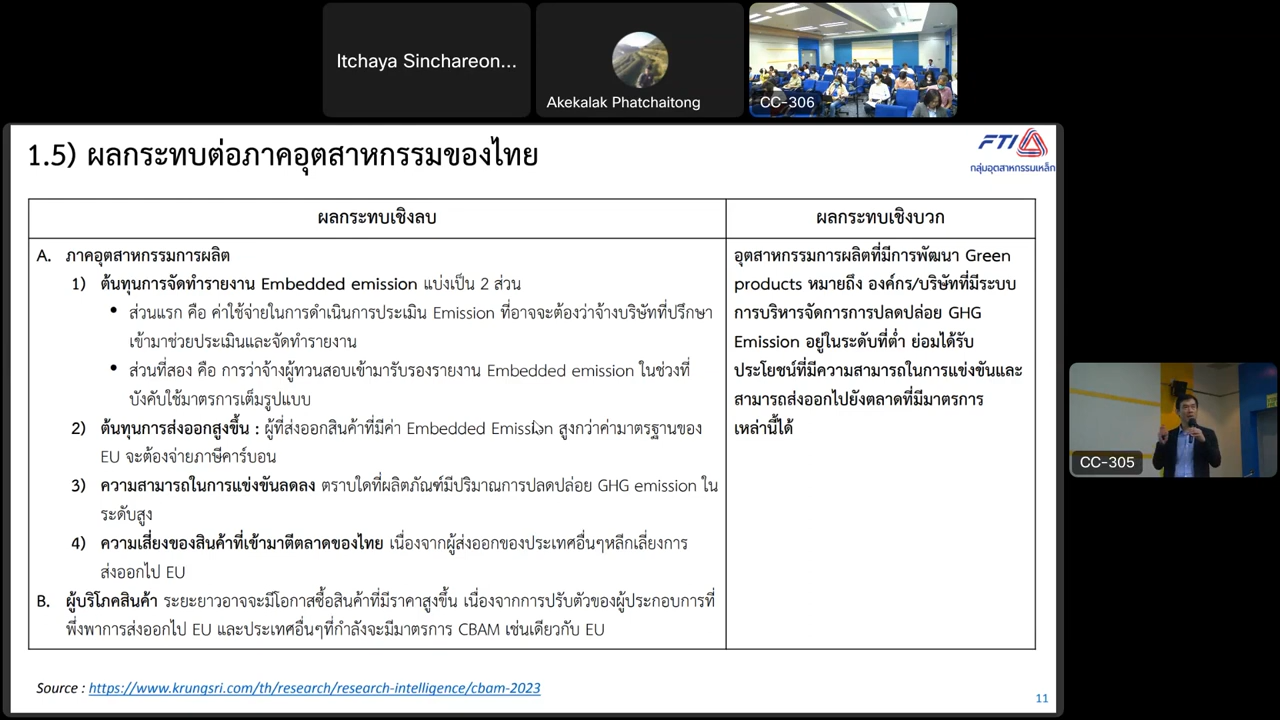 Itchaya Sinchareon...
Akekalak Phatchaitong
CC-306
1.5) ผลกระทบต่อภาคอุตสาหกรรมของไทย
FTI
กลุ่มอุตสาหกรรมเหล็ก
ผลกระทบเชิงลบ
A. ภาคอุตสาหกรรมการผลิต
1) ต้นทุนการจัดทำรายงาน Embedded emission แบ่งเป็น 2 ส่วน
• ส่วนแรก คือ ค่าใช้จ่ายในการดำเนินการประเมิน Emission ที่อาจจะต้องว่าจ้างบริษัทที่ปรึกษา
เข้ามาช่วยประเมินและจัดทำรายงาน
• ส่วนที่สอง คือ การว่าจ้างผู้ทวนสอบเข้ามารับรองรายงาน Embedded emission ในช่วงที่
บังคับใช้มาตรการเต็มรูปแบบ
2) ต้นทุนการส่งออกสูงขึ้น : ผู้ที่ส่งออกสินค้าที่มีค่า Embedded Emission สูงกว่าค่ามาตรฐานของ
EU จะต้องจ่ายภาษีคาร์บอน
3) ความสามารถในการแข่งขันลดลง ตราบใดที่ผลิตภัณฑ์มีปริมาณการปลดปล่อย GHG emission ใน
ระดับสูง
4) ความเสี่ยงของสินค้าที่เข้ามาตีตลาดของไทย เนื่องจากผู้ส่งออกของประเทศอื่นๆหลีกเลี่ยงการ
ส่งออกไป EU
B. ผู้บริโภคสินค้า ระยะยาวอาจจะมีโอกาสซื้อสินค้าที่มีราคาสูงขึ้น เนื่องจากการปรับตัวของผู้ประกอบการที่
พึ่งพาการส่งออกไป EU และประเทศอื่นๆที่กำลังจะมีมาตรการ CBAM เช่นเดียวกับ EU
ผลกระทบเชิงบวก
อุตสาหกรรมการผลิตที่มีการพัฒนา Green
products หมายถึง องค์กร/บริษัทที่มีระบบ
การบริหารจัดการการปลดปล่อย GHG
Emission อยู่ในระดับที่ต่ำ ย่อมได้รับ
ประโยชน์ที่มีความสามารถในการแข่งขันและ
สามารถส่งออกไปยังตลาดที่มีมาตรการ
เหล่านี้ได้
CC-305
Source : https://www.krungsri.com/th/research/research-intelligence/cbam-2023
11